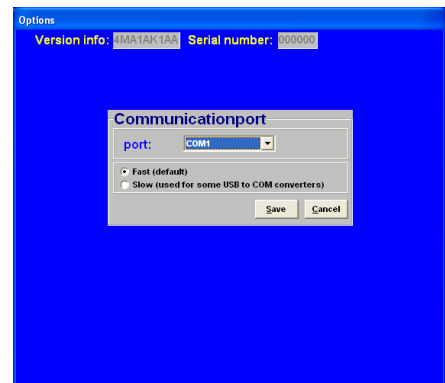 Options
Version info: 4MA1AK1AA Serial number: 000000
Communicationport
port: COM1
Fast (default)
Slow (used for some USB to COM converters)
Save Cancel